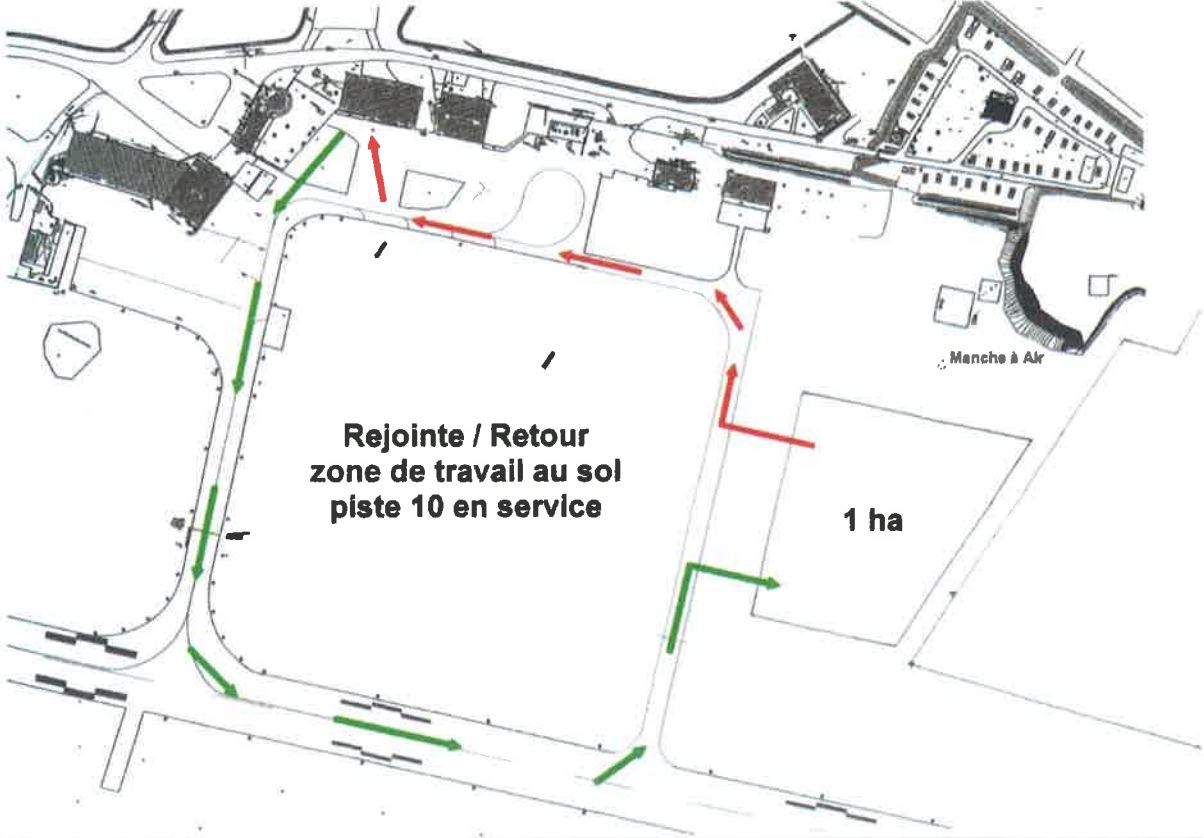 Manche à Air
Rejointe / Retour
zone de travail au sol
piste 10 en service
1 ha